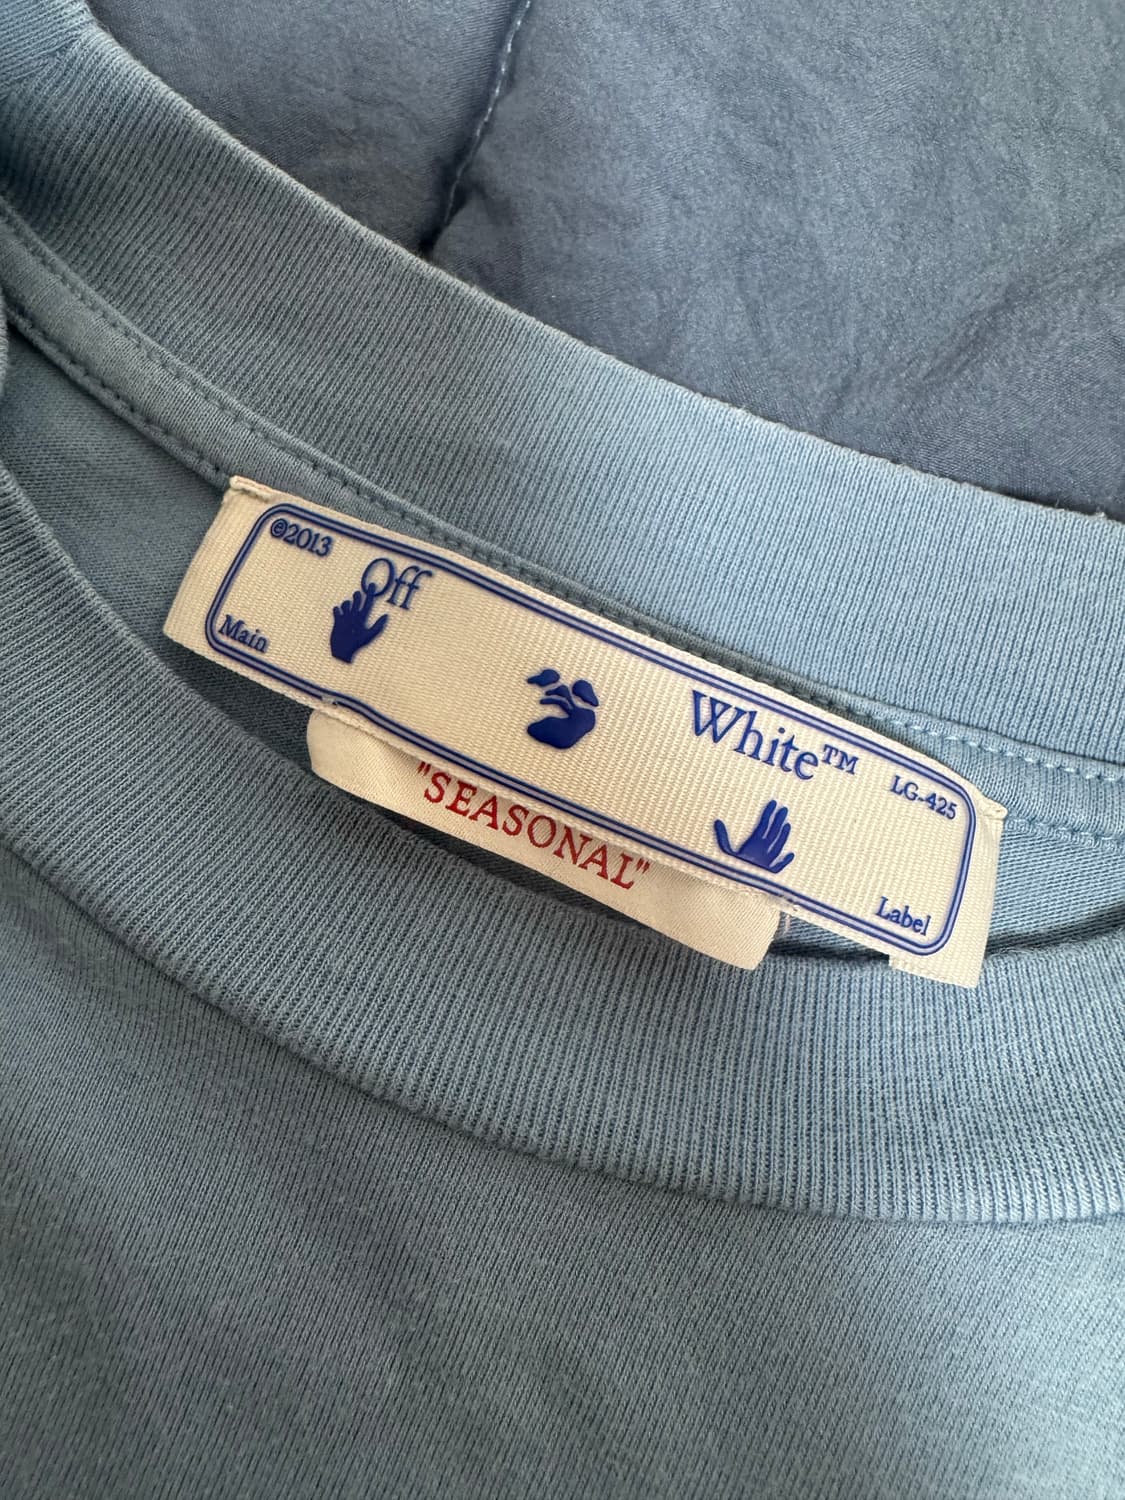 ©2013
Off
White™
LG-425
Main
Label
"SEASONAL"